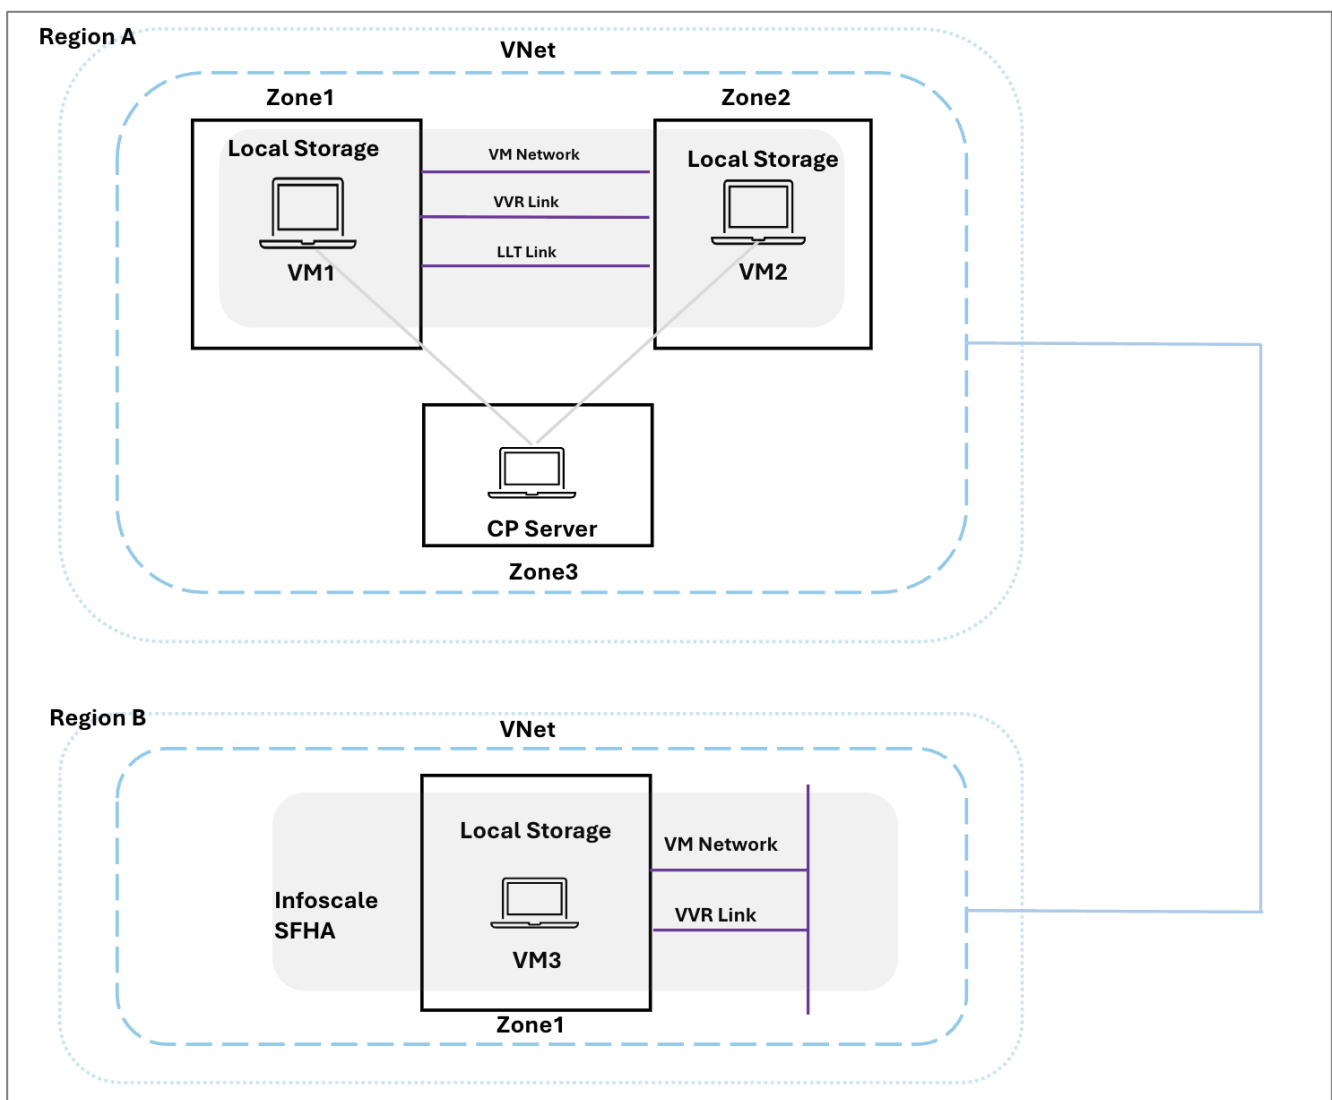 Region A
VNet
Zone1
Zone2
Local Storage
VM Network
Local Storage
VVR Link
LLT Link
VM1
VM2
CP Server
Zone3
Region B
VNet
Local Storage
VM Network
Infoscale
SFHA
VVR Link
VM3
Zone1